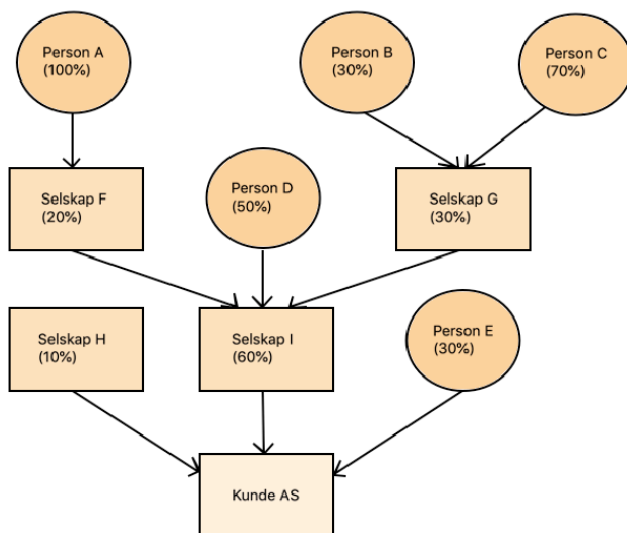 Person A
(100%)
Person B
(30%)
Person C
(70%)
Selskap F
(20%)
Person D
(50%)
Selskap G
(30%)
Selskap H
(10%)
Selskap I
(60%)
Person E
(30%)
Kunde AS